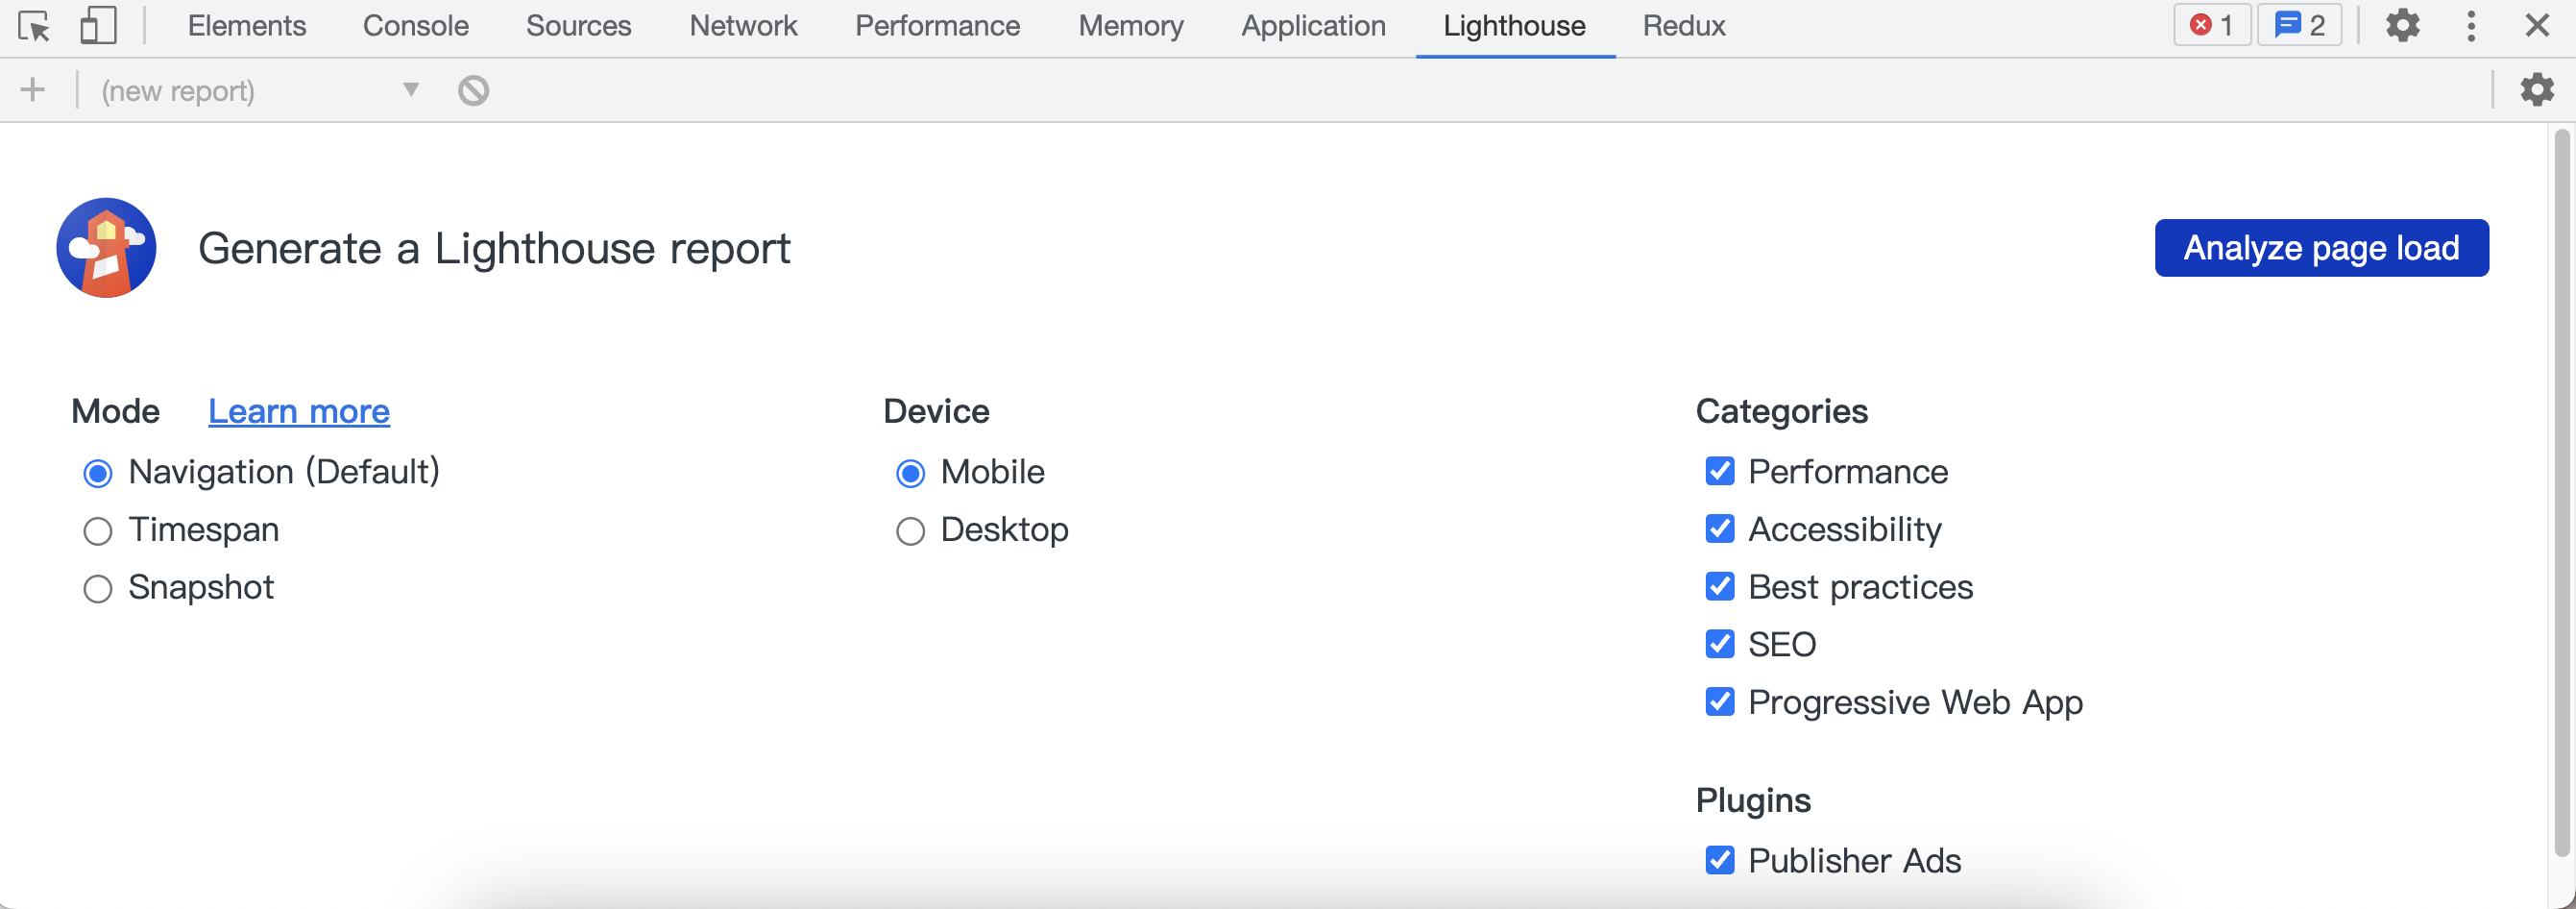 Elements Console Sources Network Performance Memory Application Lighthouse Redux 1 2
(new report)
Generate a Lighthouse report
Analyze page load
Mode Learn more
Navigation (Default)
Timespan
Snapshot
Device
Mobile
Desktop
Categories
Performance
Accessibility
Best practices
SEO
Progressive Web App
Plugins
Publisher Ads